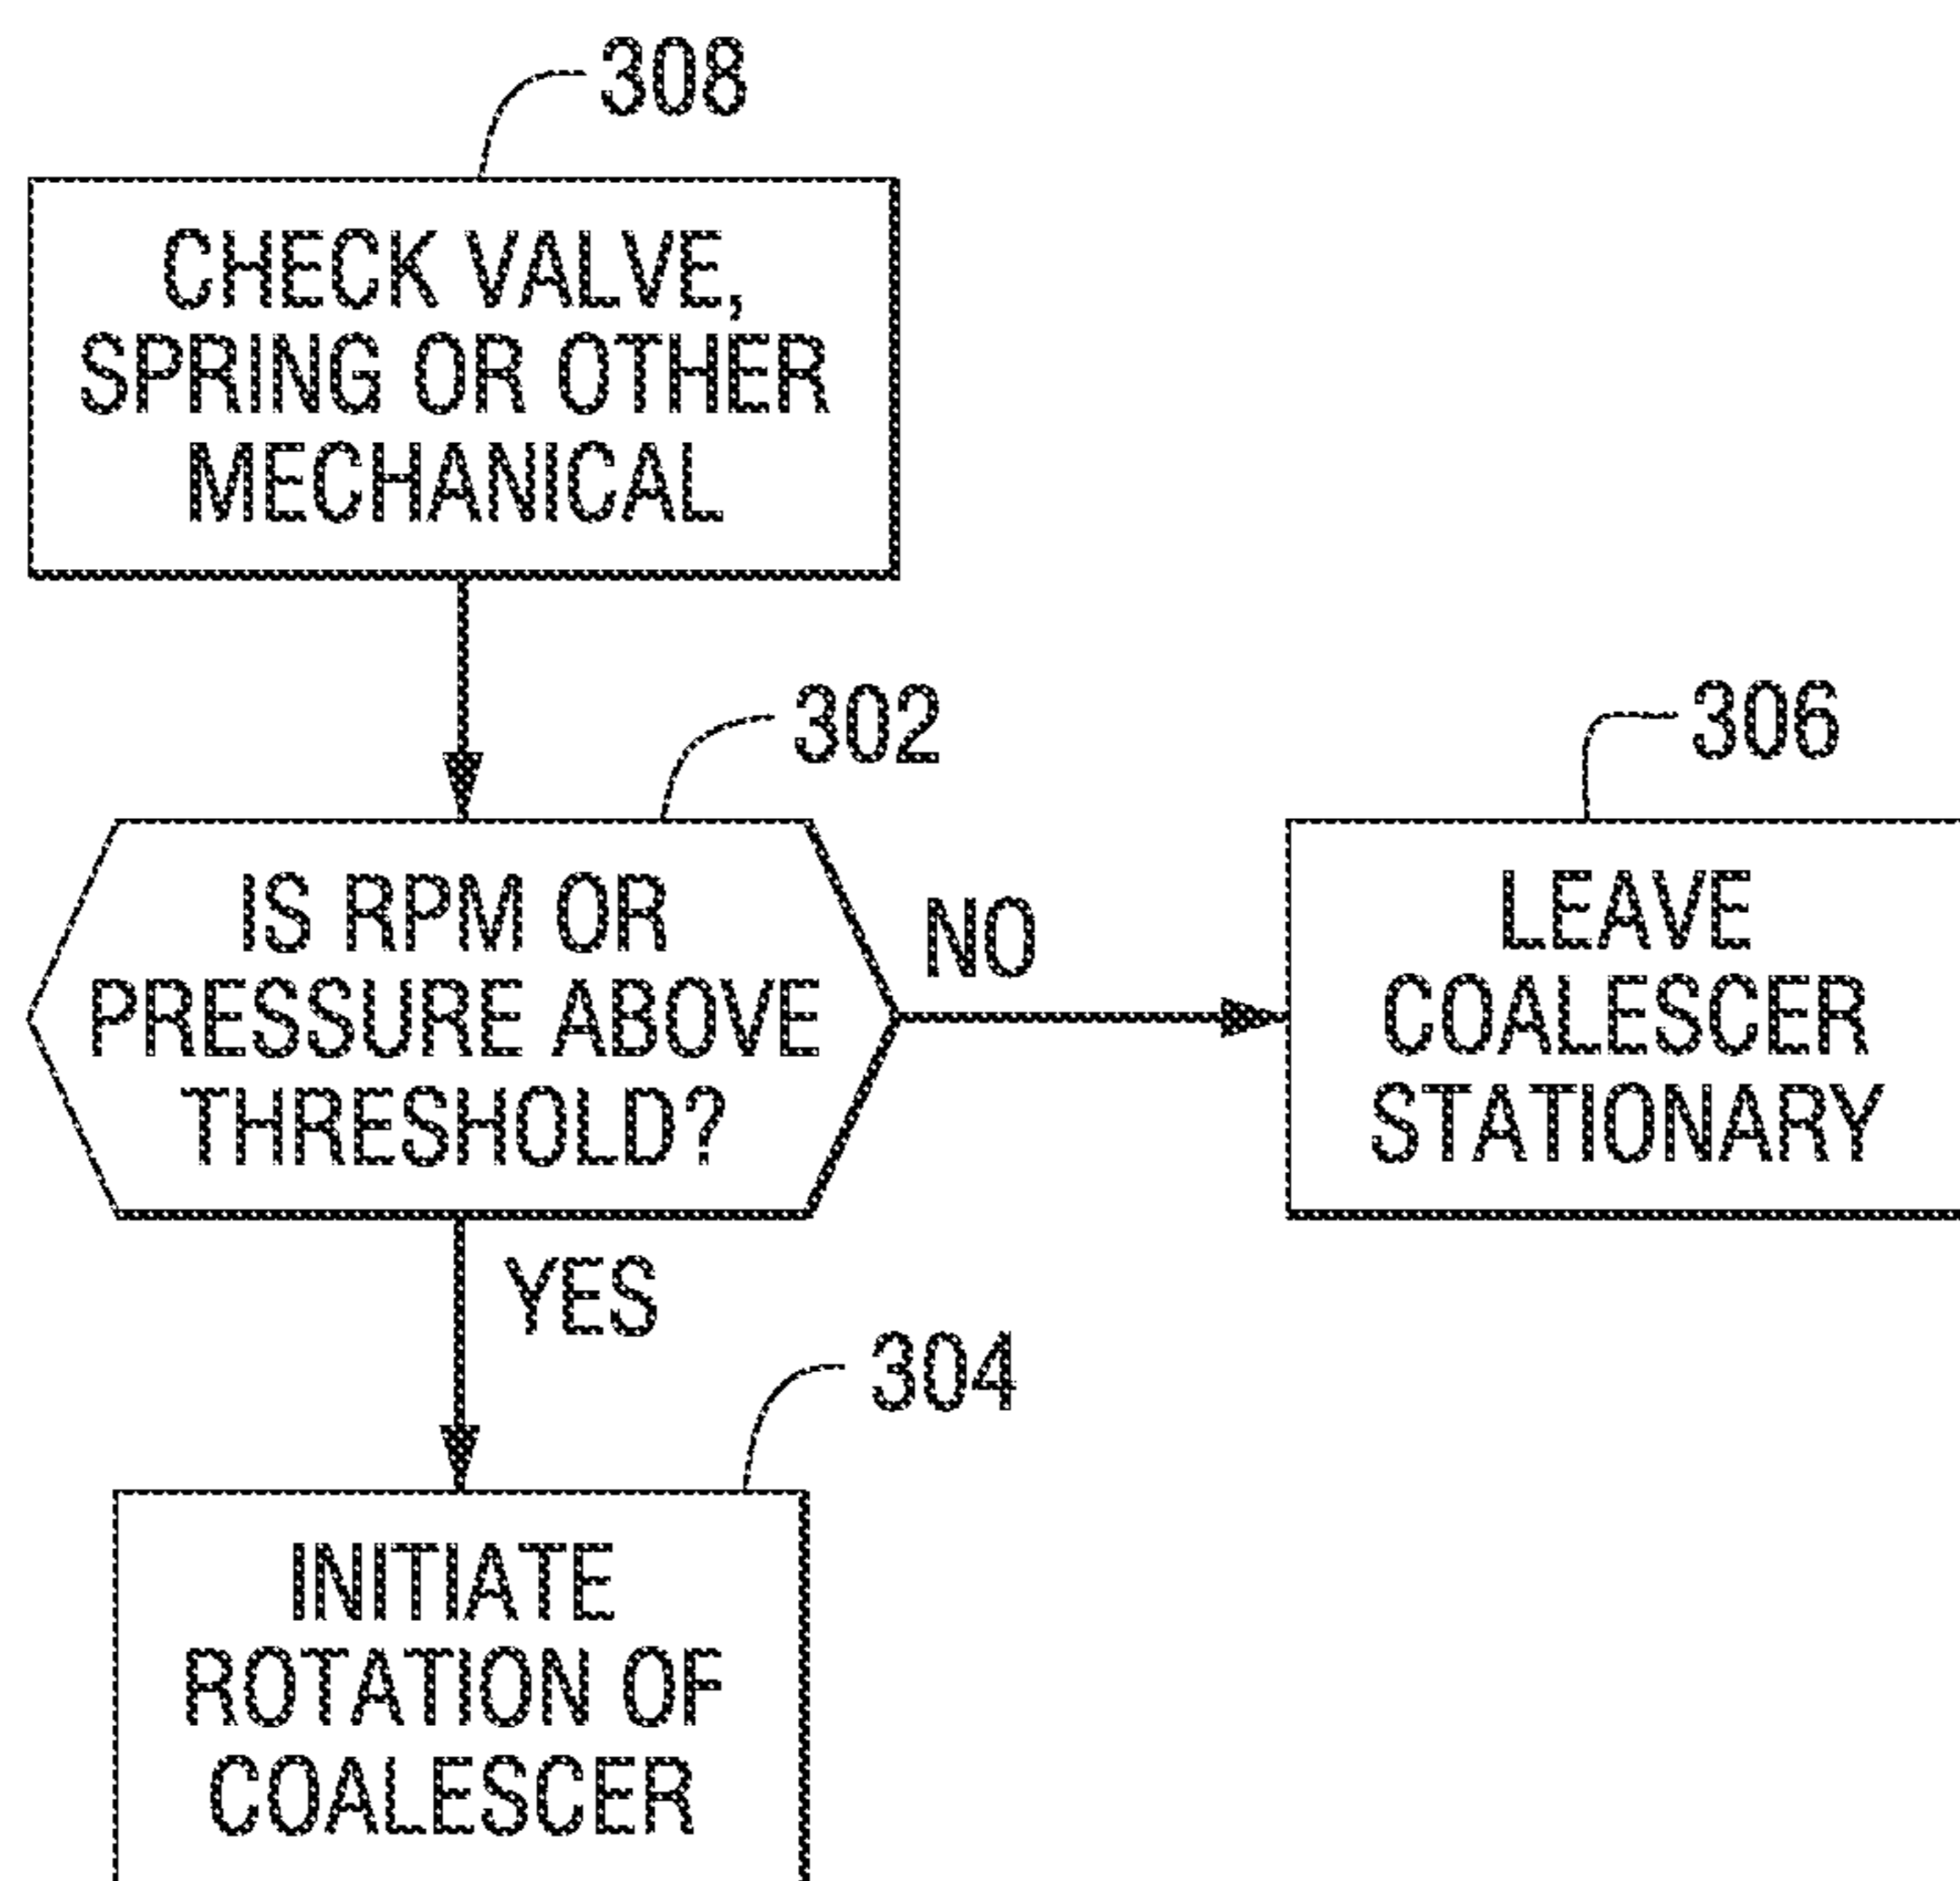 308
CHECK VALVE,
SPRING OR OTHER
MECHANICAL
302
IS RPM OR
PRESSURE ABOVE
THRESHOLD?
NO
306
LEAVE
COALESCER
STATIONARY
YES
304
INITIATE
ROTATION OF
COALESCER